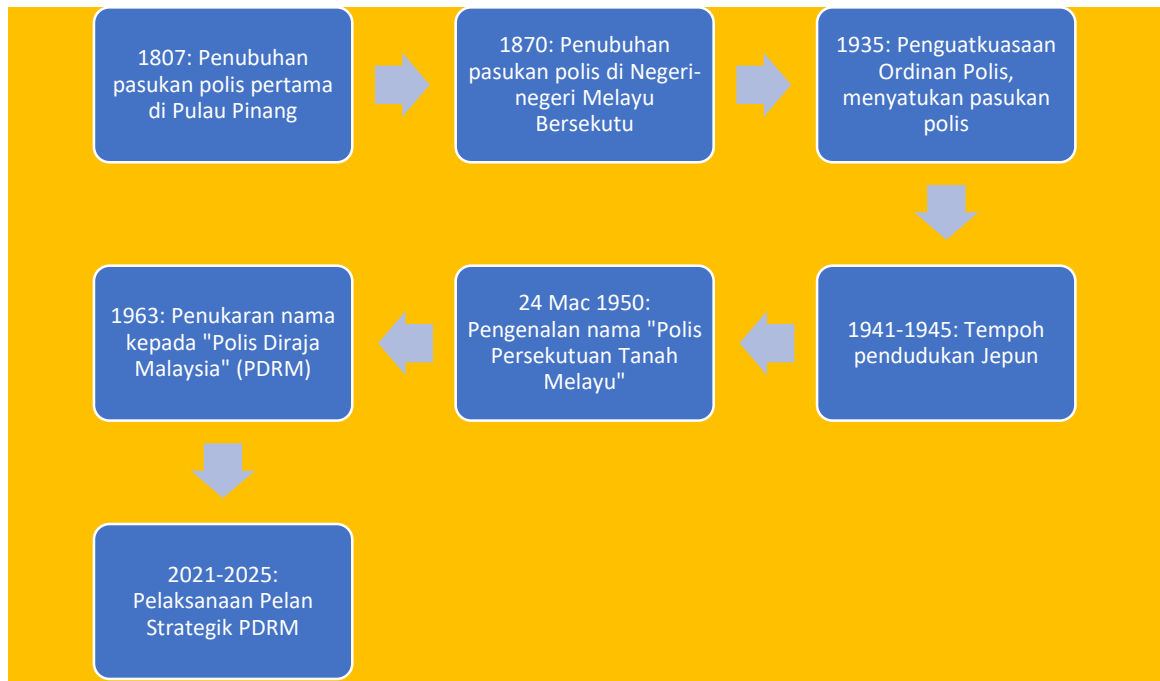 1807: Penubuhan
pasukan polis pertama
di Pulau Pinang
1870: Penubuhan
pasukan polis di Negeri-
negeri Melayu
Bersekutu
1935: Penguatkuasaan
Ordinan Polis,
menyatukan pasukan
polis
1941-1945: Tempoh
pendudukan Jepun
24 Mac 1950:
Pengenalan nama "Polis
Persekutuan Tanah
Melayu"
1963: Penukaran nama
kepada "Polis Diraja
Malaysia" (PDRM)
2021-2025:
Pelaksanaan Pelan
Strategik PDRM